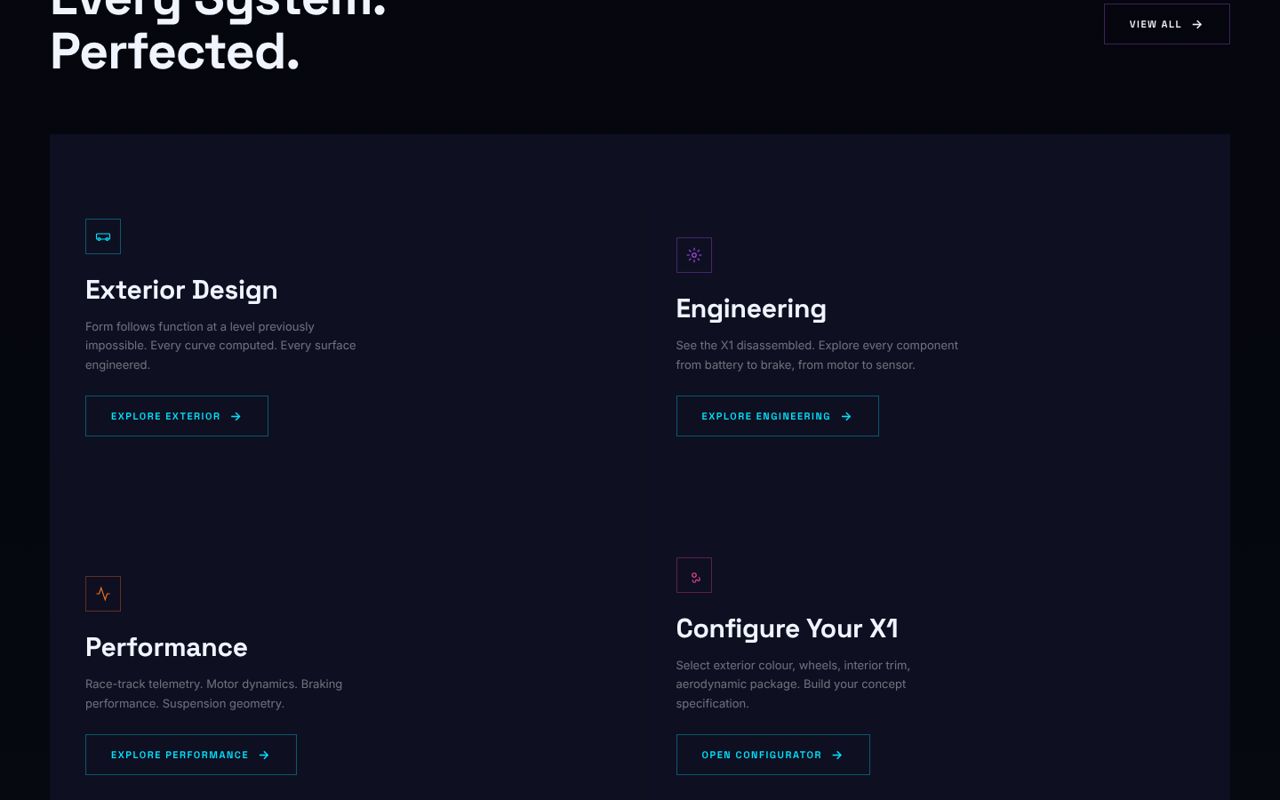 Every System.
Perfected.
VIEW ALL →
Exterior Design
Form follows function at a level previously
impossible. Every curve computed. Every surface
engineered.
EXPLORE EXTERIOR →
Engineering
See the X1 disassembled. Explore every component
from battery to brake, from motor to sensor.
EXPLORE ENGINEERING →
Performance
Race-track telemetry. Motor dynamics. Braking
performance. Suspension geometry.
EXPLORE PERFORMANCE →
Configure Your X1
Select exterior colour, wheels, interior trim,
aerodynamic package. Build your concept
specification.
OPEN CONFIGURATOR →